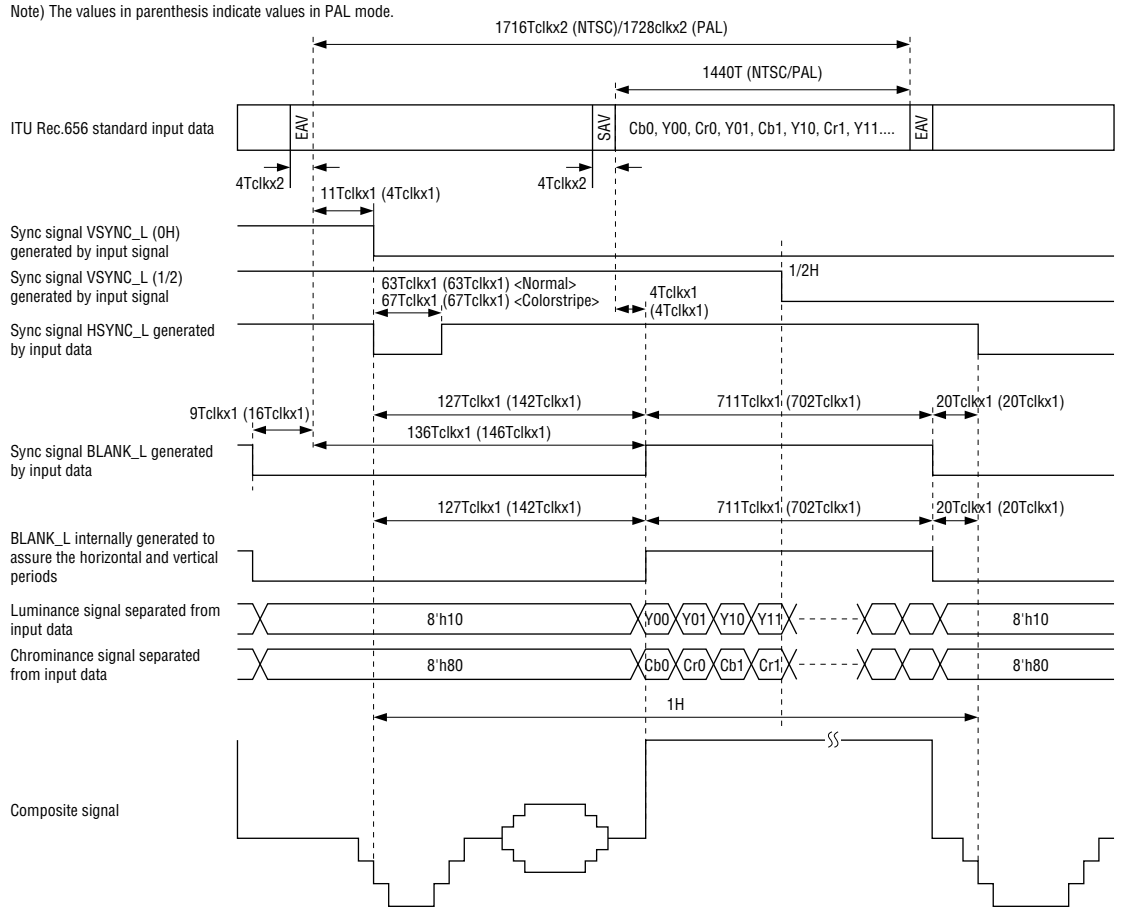 Note) The values in parenthesis indicate values in PAL mode.
1716Tclkx2 (NTSC)/1728clkx2 (PAL)
1440T (NTSC/PAL)
ITU Rec.656 standard input data
EAV
SAV
Cb0, Y00, Cr0, Y01, Cb1, Y10, Cr1, Y11....
EAV
4Tclkx2
4Tclkx2
11Tclkx1 (4Tclkx1)
Sync signal VSYNC_L (0H)
generated by input signal
Sync signal VSYNC_L (1/2)
generated by input signal
1/2H
63Tclkx1 (63Tclkx1) <Normal>
67Tclkx1 (67Tclkx1) <Colorstripe>
4Tclkx1
(4Tclkx1)
Sync signal HSYNC_L generated
by input data
9Tclkx1 (16Tclkx1)
127Tclkx1 (142Tclkx1)
711Tclkx1 (702Tclkx1)
20Tclkx1 (20Tclkx1)
136Tclkx1 (146Tclkx1)
Sync signal BLANK_L generated
by input data
127Tclkx1 (142Tclkx1)
711Tclkx1 (702Tclkx1)
20Tclkx1 (20Tclkx1)
BLANK_L internally generated to
assure the horizontal and vertical
periods
Luminance signal separated from
input data
8'h10
Y00
Y01
Y10
Y11
8'h10
Chrominance signal separated
from input data
8'h80
Cb0
Cr0
Cb1
Cr1
8'h80
1H
Composite signal